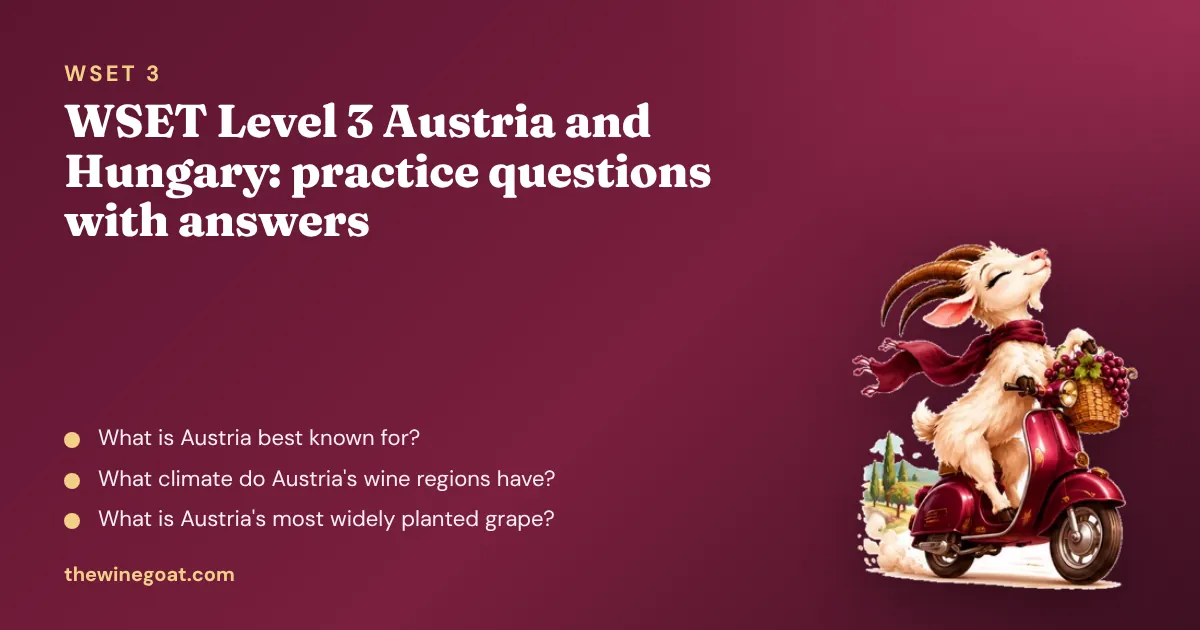 WSET 3
WSET Level 3 Austria and
Hungary: practice questions
with answers
What is Austria best known for?
What climate do Austria's wine regions have?
What is Austria's most widely planted grape?
thewinegoat.com